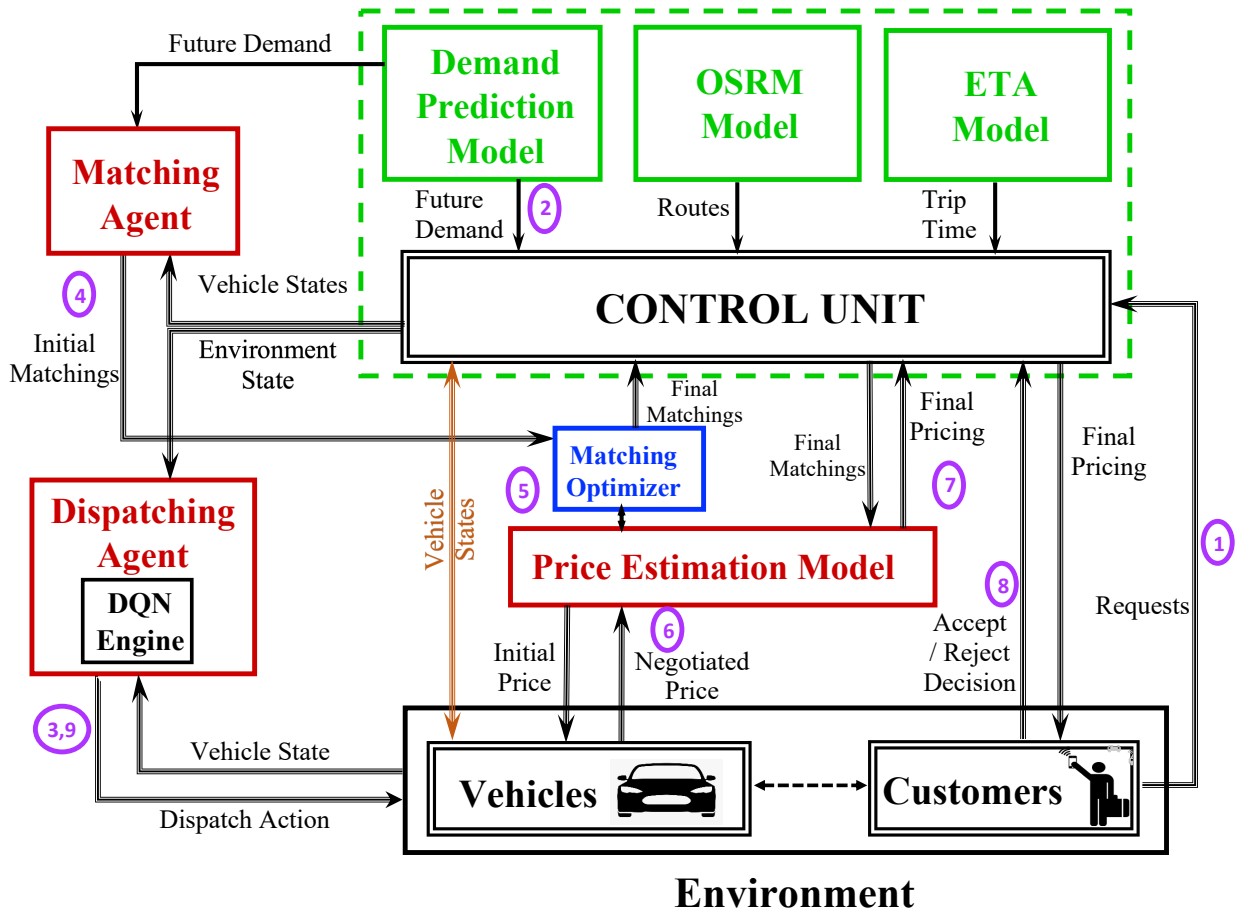 Future Demand
Demand
Prediction
Model
OSRM
Model
ETA
Model
Matching
Agent
Future
Demand
2
Routes
Trip
Time
4
Vehicle States
CONTROL UNIT
Initial
Matchings
Environment
State
Final
Matchings
Final
Pricing
Final
Matchings
Final
Pricing
Matching
Optimizer
5
7
Dispatching
Agent
DQN
Engine
Vehicle
States
Price Estimation Model
1
8
Requests
6
Initial
Price
Negotiated
Price
Accept
/ Reject
Decision
3,9
Vehicle State
Dispatch Action
Vehicles
Customers
Environment